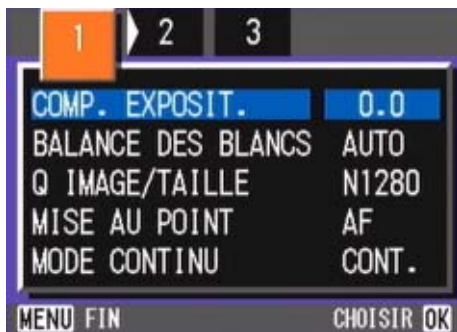 1 2 3
COMP. EXPOSIT. 0.0
BALANCE DES BLANCS AUTO
Q IMAGE/TAILLE N1280
MISE AU POINT AF
MODE CONTINU CONT.
MENU FIN CHOISIR OK